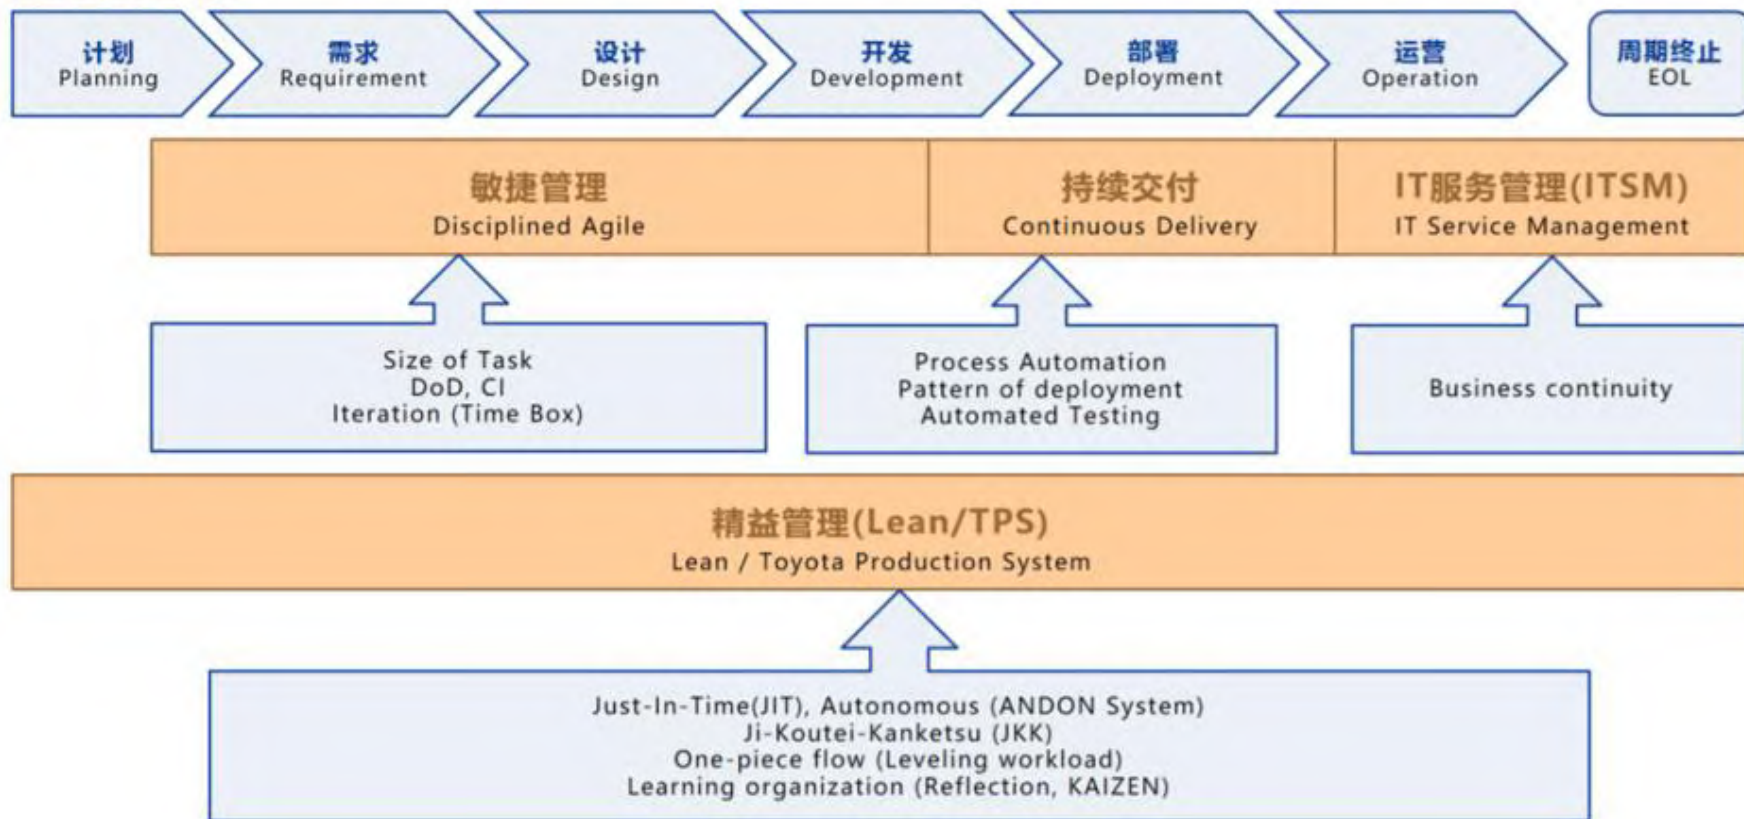 计划
Planning
需求
Requirement
设计
Design
开发
Development
部署
Deployment
运营
Operation
周期终止
EOL
敏捷管理
Disciplined Agile
持续交付
Continuous Delivery
IT服务管理(ITSM)
IT Service Management
Size of Task
DoD, CI
Iteration (Time Box)
Process Automation
Pattern of deployment
Automated Testing
Business continuity
精益管理(Lean/TPS)
Lean / Toyota Production System
Just-In-Time(JIT), Autonomous (ANDON System)
Ji-Koutei-Kanketsu (JKK)
One-piece flow (Leveling workload)
Learning organization (Reflection, KAIZEN)